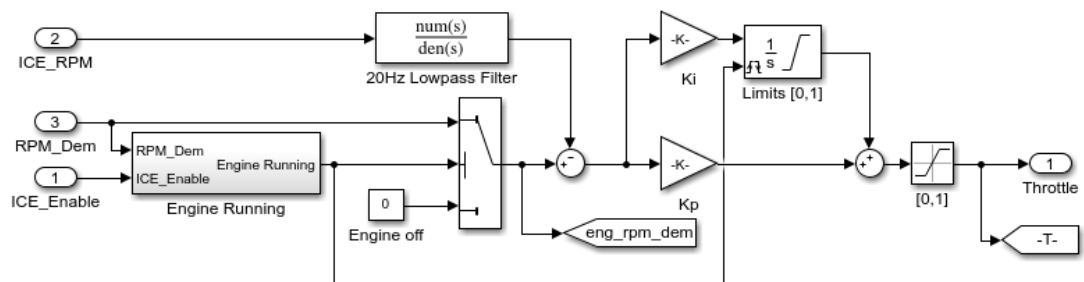 2
ICE_RPM
num(s)
den(s)
20Hz Lowpass Filter
-K-
Ki
1
s
Limits [0,1]
3
RPM_Dem
RPM_Dem
ICE_Enable
Engine Running
Engine Running
1
ICE_Enable
0
Engine off
+
−
eng_rpm_dem
-K-
Kp
+
+
[0,1]
1
Throttle
-T-